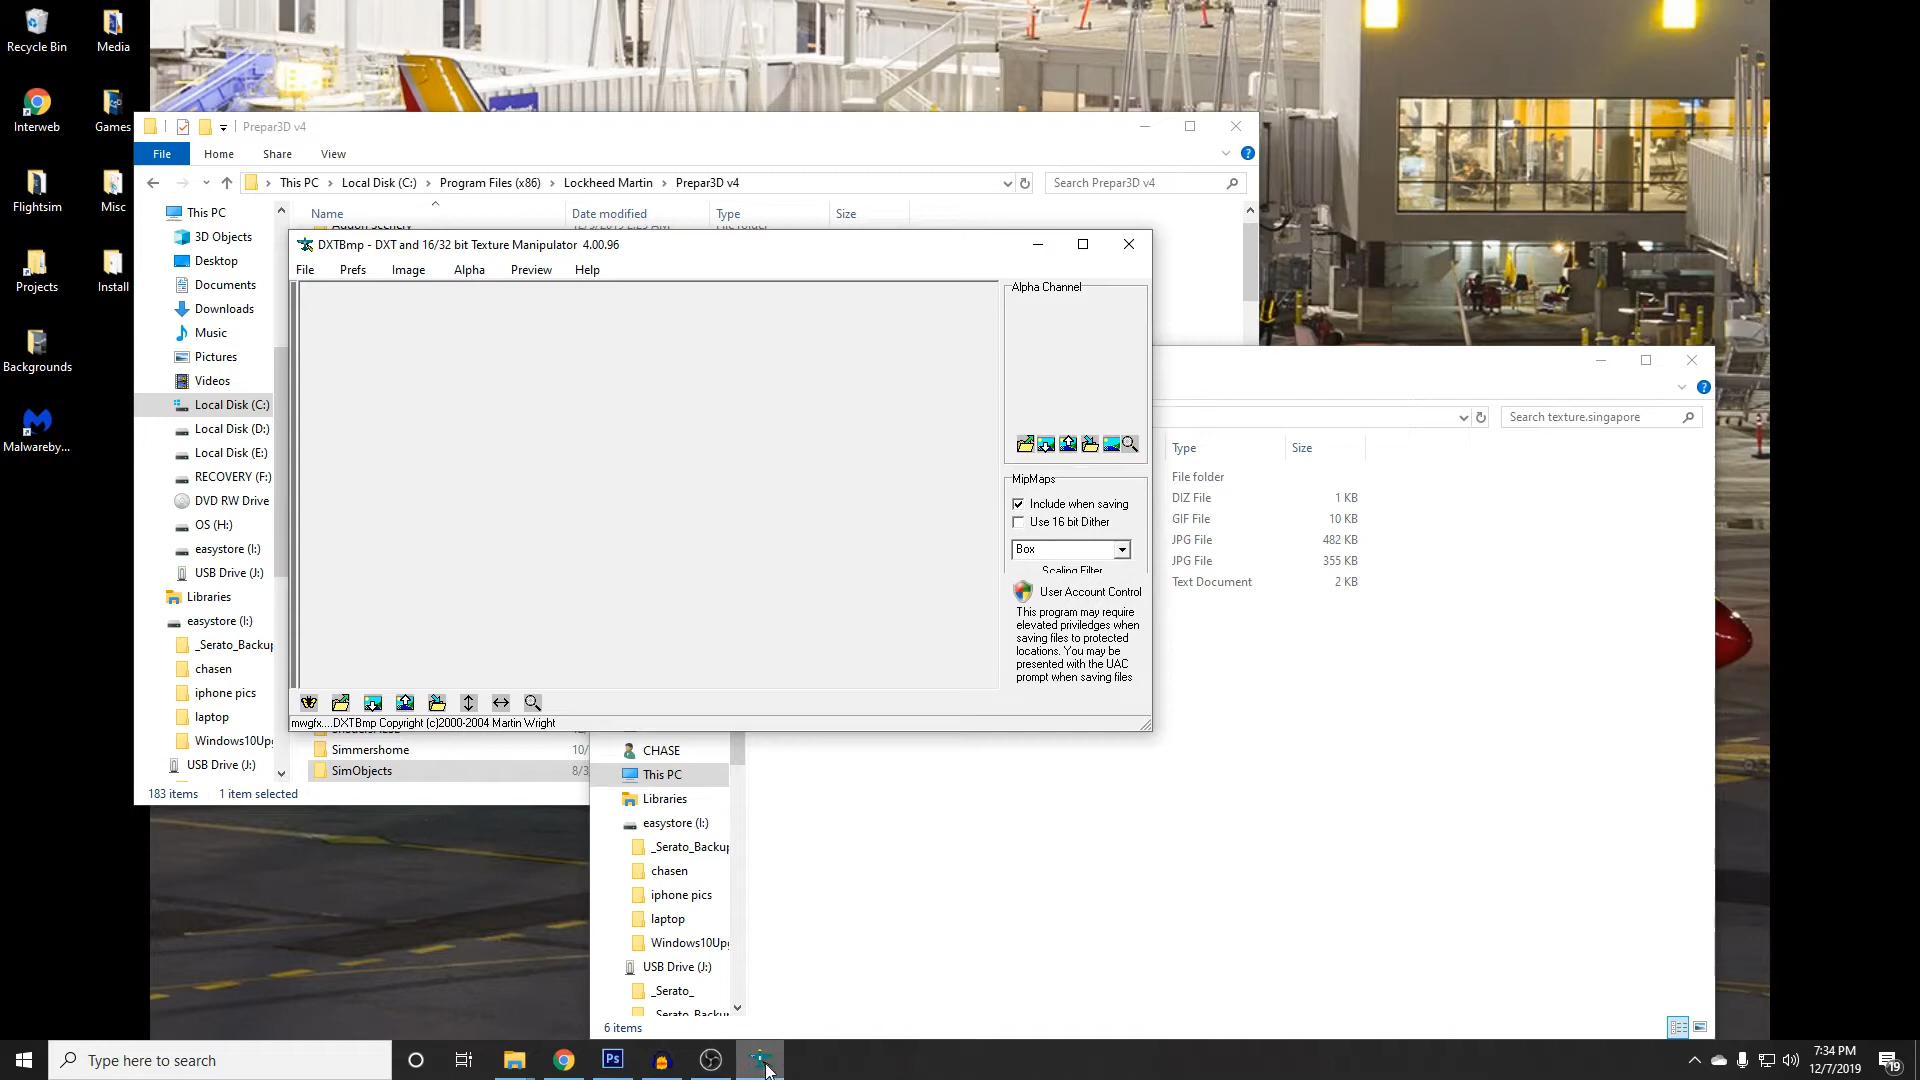 Recycle Bin
Media
Interweb
Games
Flightsim
Misc
Projects
Install
Backgrounds
Malwareby...
Prepar3D v4
File
Home
Share
View
This PC
Local Disk (C:)
Program Files (x86)
Lockheed Martin
Prepar3D v4
Search Prepar3D v4
Name
Date modified
Type
Size
This PC
3D Objects
Desktop
Documents
Downloads
Music
Pictures
Videos
Local Disk (C:)
Local Disk (D:)
Local Disk (E:)
RECOVERY (F:)
DVD RW Drive
OS (H:)
easystore (I:)
USB Drive (J:)
Libraries
easystore (I:)
_Serato_Backup
chasen
iphone pics
laptop
Windows10Upg
USB Drive (J:)
Simmershome
10/
SimObjects
8/3
183 items
1 item selected
DXTBmp - DXT and 16/32 bit Texture Manipulator 4.00.96
File
Prefs
Image
Alpha
Preview
Help
Alpha Channel
MipMaps
Include when saving
Use 16 bit Dither
Box
Scaling Filter
User Account Control
This program may require
elevated priviledges when
saving files to protected
locations. You may be
presented with the UAC
prompt when saving files
mwgfx....DXTBmp Copyright (c)2000-2004 Martin Wright
Search texture.singapore
Type
Size
File folder
DIZ File
1 KB
GIF File
10 KB
JPG File
482 KB
JPG File
355 KB
Text Document
2 KB
CHASE
This PC
Libraries
easystore (I:)
_Serato_Backup
chasen
iphone pics
laptop
Windows10Upg
USB Drive (J:)
_Serato_
_Serato_Backup
6 items
Type here to search
Ps
7:34 PM
12/7/2019
19